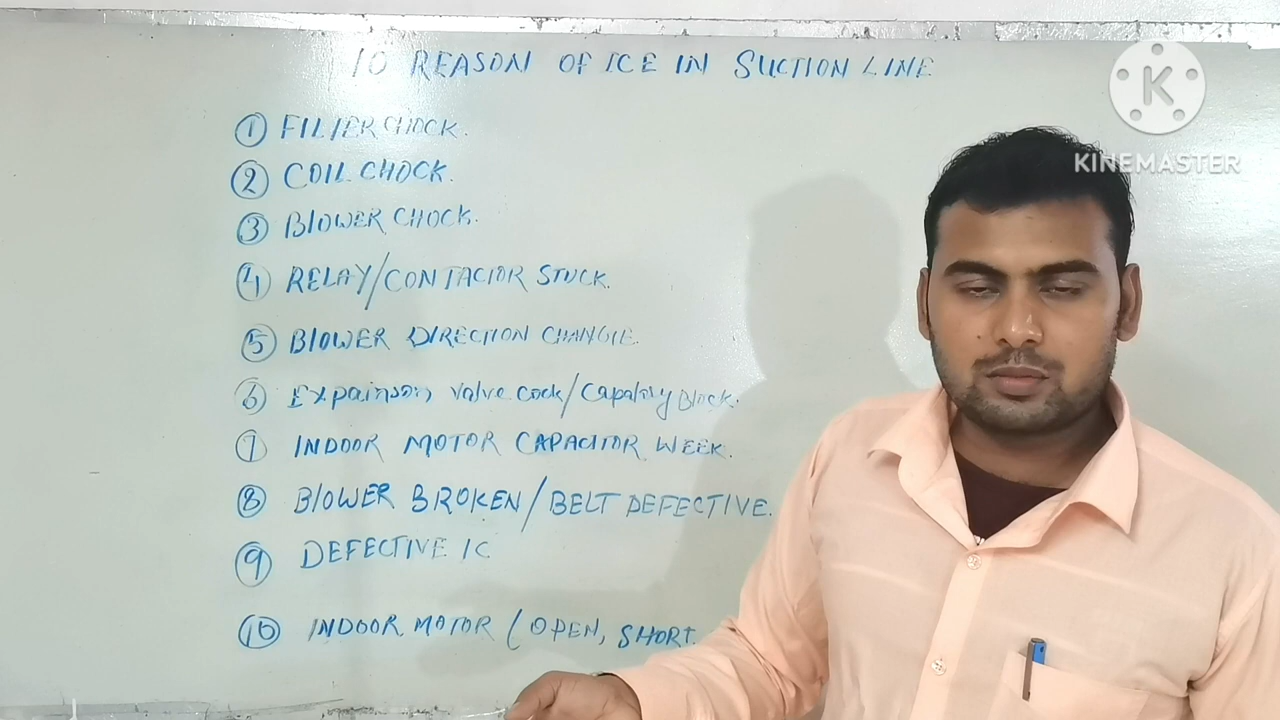 10 REASON OF ICE IN SUCTION LINE
1 FILTER CHOCK.
2 COIL CHOCK.
3 BLOWER CHOCK.
4 RELAY/CONTACTOR STUCK.
5 BLOWER DIRECTION CHANGE.
6 Expainson valve cock/Capalary Block.
7 INDOOR MOTOR CAPACITOR WEEK.
8 BLOWER BROKEN/BELT DEFECTIVE.
9 DEFECTIVE IC
10 INDOOR MOTOR (OPEN, SHORT.
K
KINEMASTER